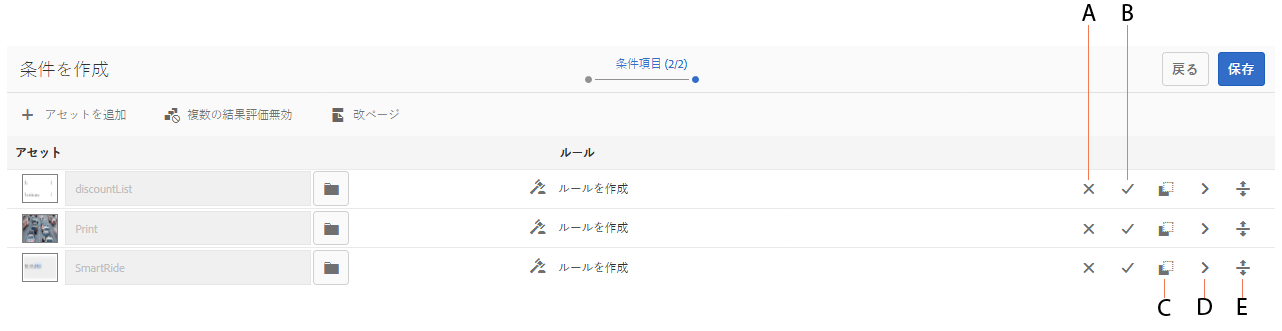 A B
条件を作成 条件項目 (2/2) 戻る 保存
アセットを追加 複数の結果評価無効 改ページ
アセット ルール
discountList ルールを作成
Print ルールを作成
SmartRide ルールを作成
C D E